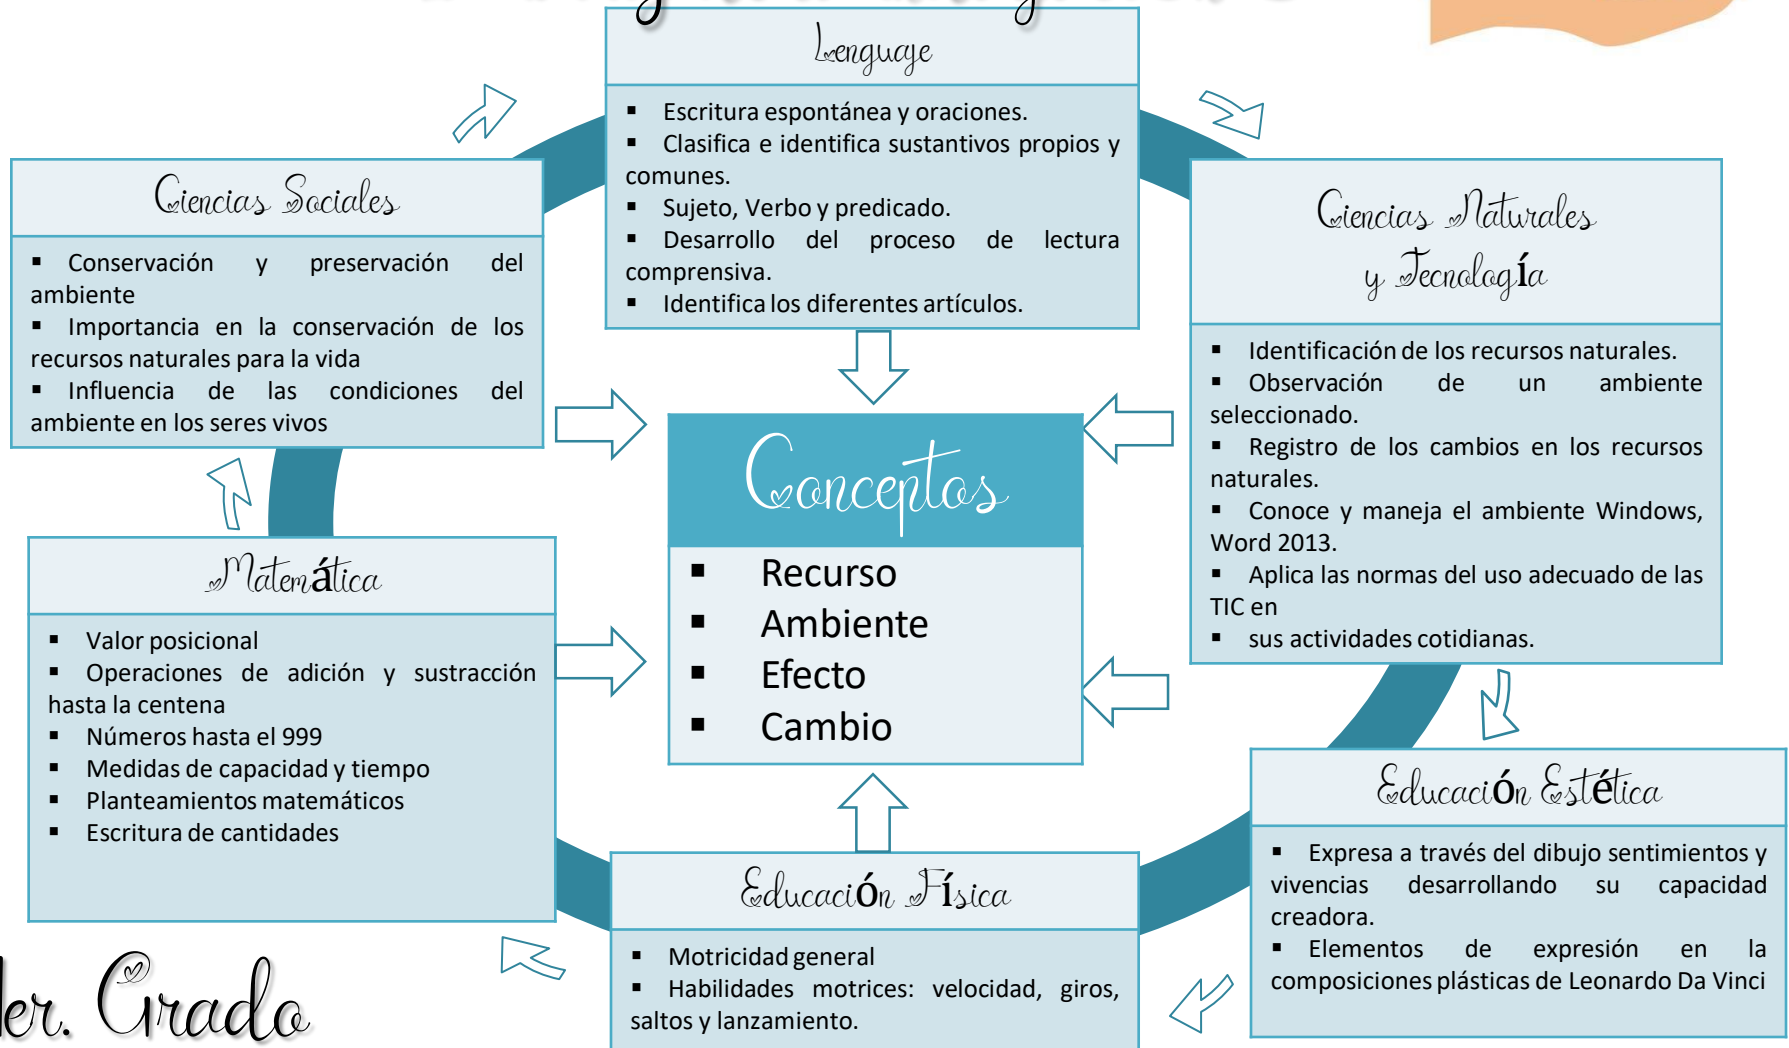 Lenguaje
▪ Escritura espontánea y oraciones.
▪ Clasifica e identifica sustantivos propios y
comunes.
▪ Sujeto, Verbo y predicado.
▪ Desarrollo del proceso de lectura
comprensiva.
▪ Identifica los diferentes artículos.
Ciencias Naturales
y Tecnología
▪ Identificación de los recursos naturales.
▪ Observación de un ambiente
seleccionado.
▪ Registro de los cambios en los recursos
naturales.
▪ Conoce y maneja el ambiente Windows,
Word 2013.
▪ Aplica las normas del uso adecuado de las
TIC en
▪ sus actividades cotidianas.
Educación Estética
▪ Expresa a través del dibujo sentimientos y
vivencias desarrollando su capacidad
creadora.
▪ Elementos de expresión en la
composiciones plásticas de Leonardo Da Vinci
Educación Física
▪ Motricidad general
▪ Habilidades motrices: velocidad, giros,
saltos y lanzamiento.
Matemática
▪ Valor posicional
▪ Operaciones de adición y sustracción
hasta la centena
▪ Números hasta el 999
▪ Medidas de capacidad y tiempo
▪ Planteamientos matemáticos
▪ Escritura de cantidades
Ciencias Sociales
▪ Conservación y preservación del
ambiente
▪ Importancia en la conservación de los
recursos naturales para la vida
▪ Influencia de las condiciones del
ambiente en los seres vivos
Conceptos
▪ Recurso
▪ Ambiente
▪ Efecto
▪ Cambio
Grado